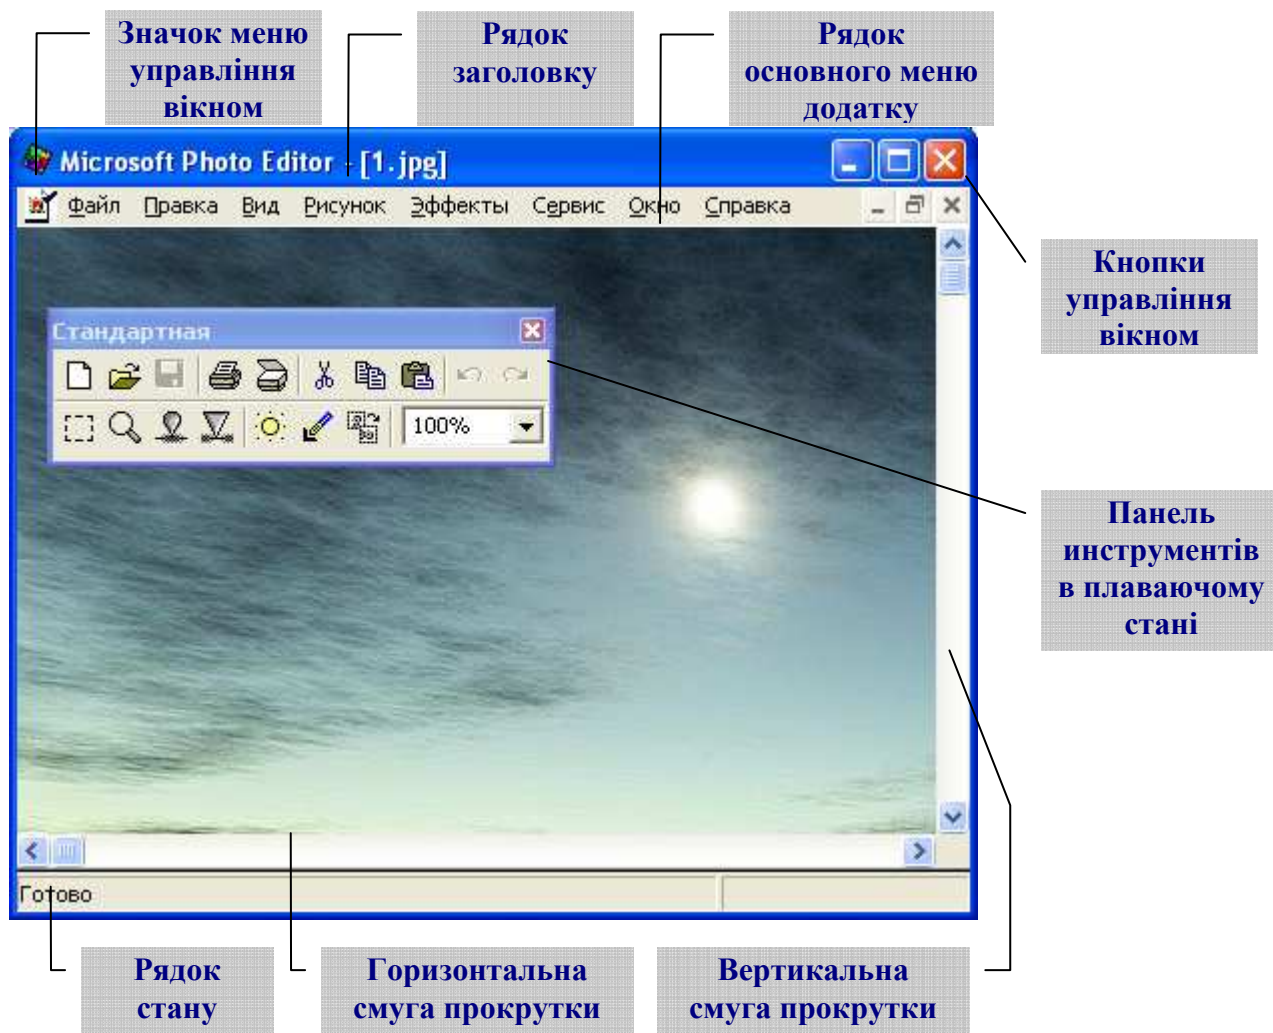 Значок меню
управління
вікном
Рядок
заголовку
Рядок
основного меню
додатку
Microsoft Photo Editor - [1.jpg]
Файл Правка Вид Рисунок Эффекты Сервис Окно Справка
Кнопки
управління
вікном
Стандартная
100%
Панель
инструментів
в плаваючому
стані
Готово
Рядок
стану
Горизонтальна
смуга прокрутки
Вертикальна
смуга прокрутки